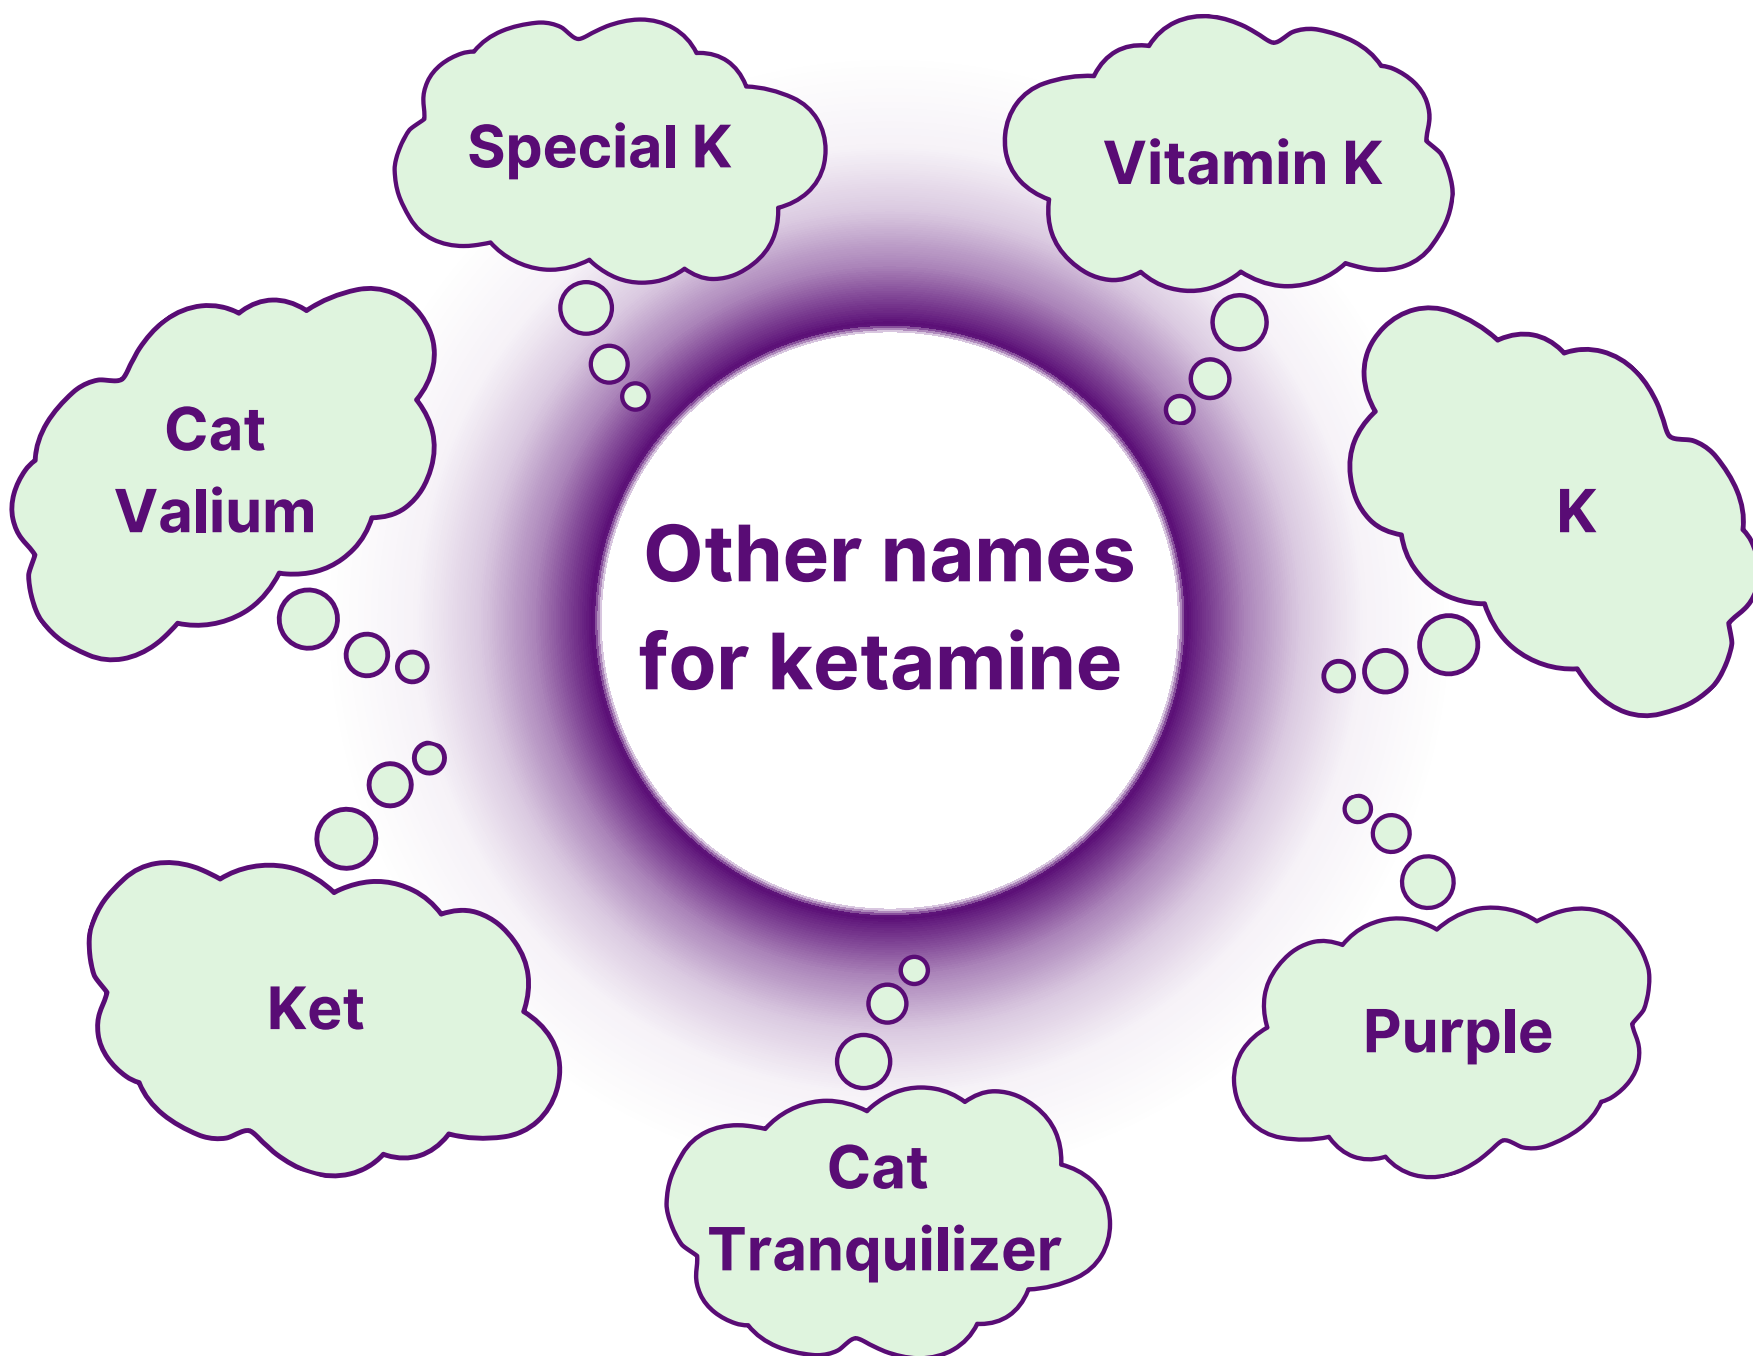 Special K
Vitamin K
Cat
Valium
K
Other names
for ketamine
Ket
Purple
Cat
Tranquilizer